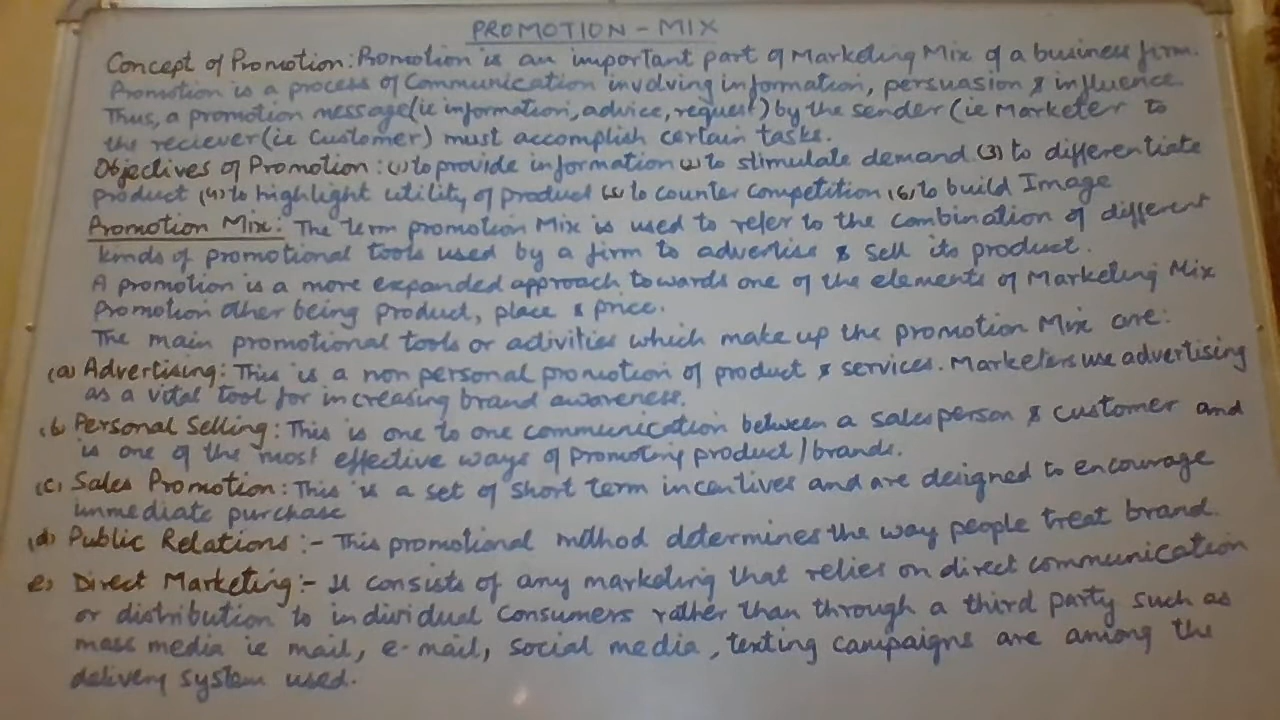 PROMOTION - MIX
Concept of Promotion: Promotion is an important part of Marketing Mix of a business firm.
Promotion is a process of Communication involving information, persuasion & influence.
Thus, a promotion message (ie information, advice, request) by the sender (ie Marketer to
the reciever (ie Customer) must accomplish certain tasks.
Objectives of Promotion: (1) to provide information (2) to stimulate demand (3) to differentiate
product (4) to highlight utility of product (5) to counter competition (6) to build Image
Promotion Mix: The term promotion Mix is used to refer to the combination of different
kinds of promotional tools used by a firm to advertise & sell its product.
A promotion is a more expanded approach towards one of the elements of Marketing Mix
Promotion other being product, place & price.
The main promotional tools or activities which make up the promotion Mix are:
(a) Advertising: This is a non personal promotion of product & services. Marketers use advertising
as a vital tool for increasing brand awareness.
(b) Personal Selling: This is one to one communication between a salesperson & customer and
is one of the most effective ways of promoting product/brands.
(c) Sales Promotion: This is a set of short term incentives and are designed to encourage
immediate purchase
(d) Public Relations :- This promotional method determines the way people treat brand.
e) Direct Marketing :- It consists of any marketing that relies on direct communication
or distribution to individual consumers rather than through a third party such as
mass media ie mail, e-mail, social media, texting campaigns are among the
delivery system used.